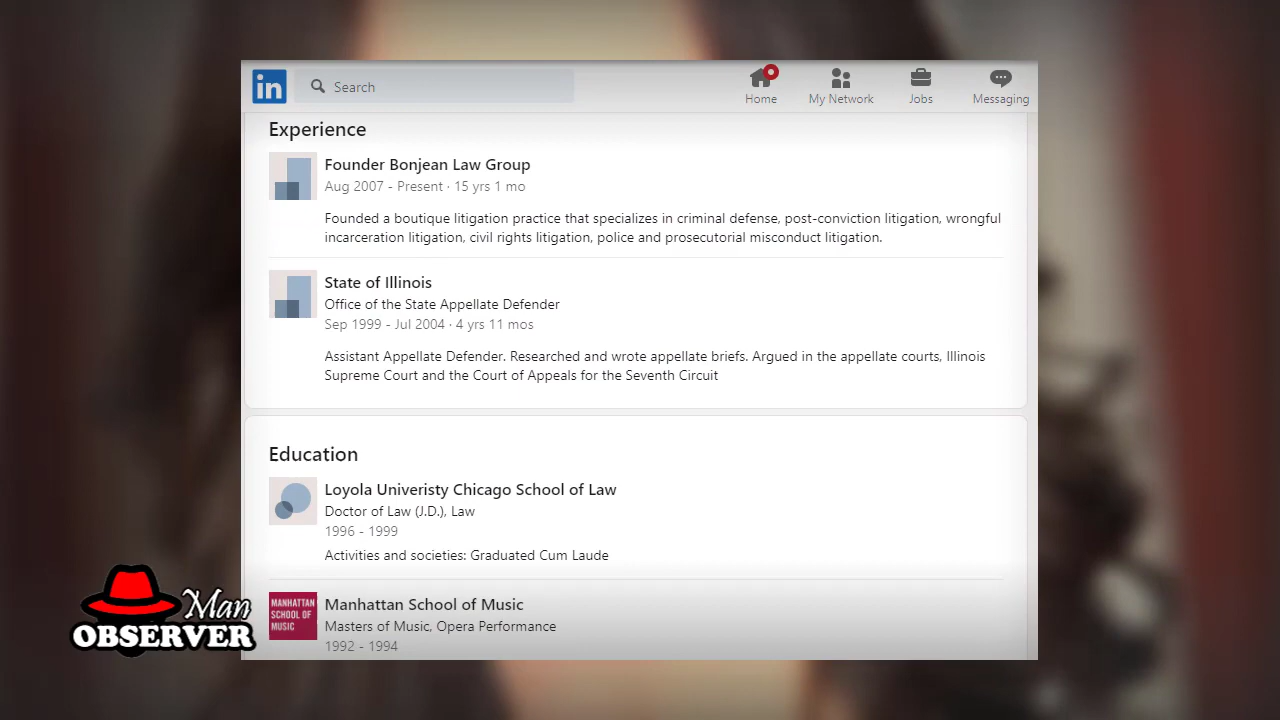 in
Search
Home
My Network
Jobs
Messaging
Experience
Founder Bonjean Law Group
Aug 2007 - Present · 15 yrs 1 mo
Founded a boutique litigation practice that specializes in criminal defense, post-conviction litigation, wrongful
incarceration litigation, civil rights litigation, police and prosecutorial misconduct litigation.
State of Illinois
Office of the State Appellate Defender
Sep 1999 - Jul 2004 · 4 yrs 11 mos
Assistant Appellate Defender. Researched and wrote appellate briefs. Argued in the appellate courts, Illinois
Supreme Court and the Court of Appeals for the Seventh Circuit
Education
Loyola Univeristy Chicago School of Law
Doctor of Law (J.D.), Law
1996 - 1999
Activities and societies: Graduated Cum Laude
MANHATTAN
SCHOOL OF
MUSIC
Manhattan School of Music
Masters of Music, Opera Performance
1992 - 1994
Man
OBSERVER